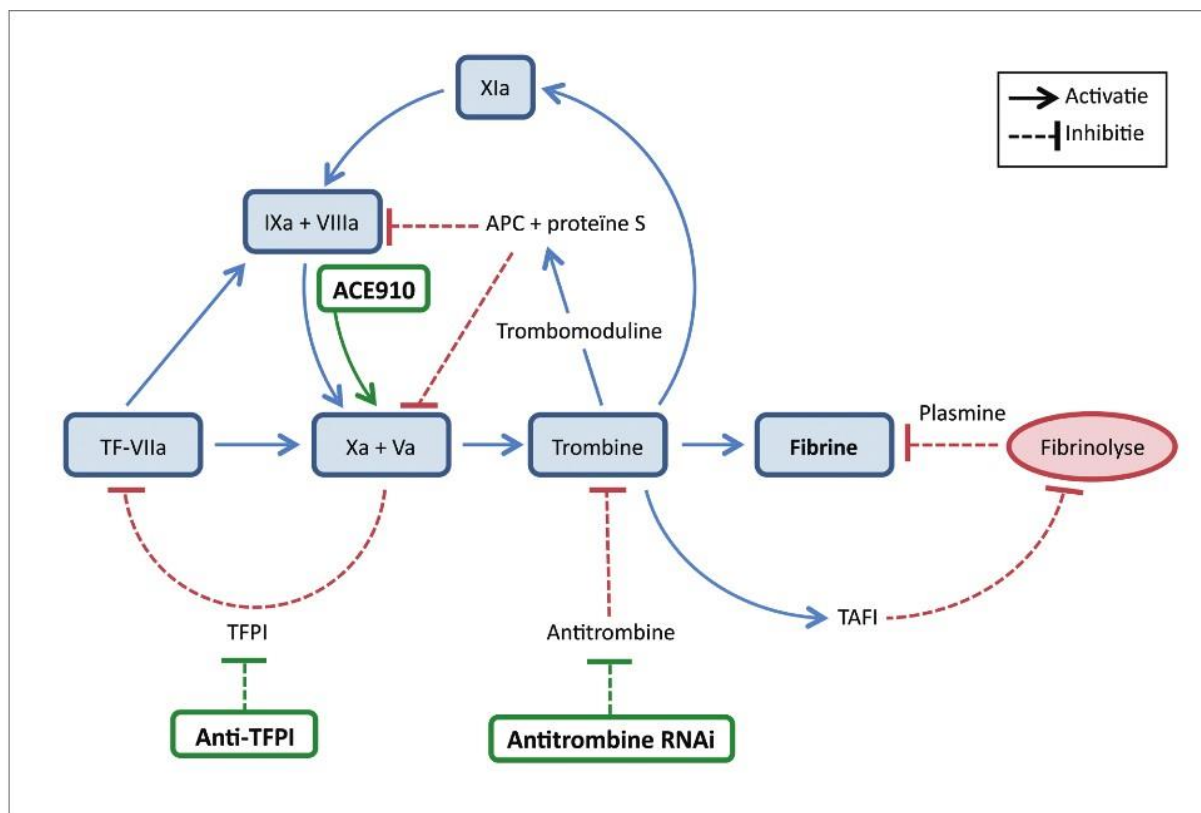 XIa
Activatie
Inhibitie
IXa + VIIIa
APC + proteïne S
ACE910
Trombomoduline
TF-VIIa
Xa + Va
Trombine
Fibrine
Plasmine
Fibrinolyse
TFPI
Antitrombine
TAFI
Anti-TFPI
Antitrombine RNAi